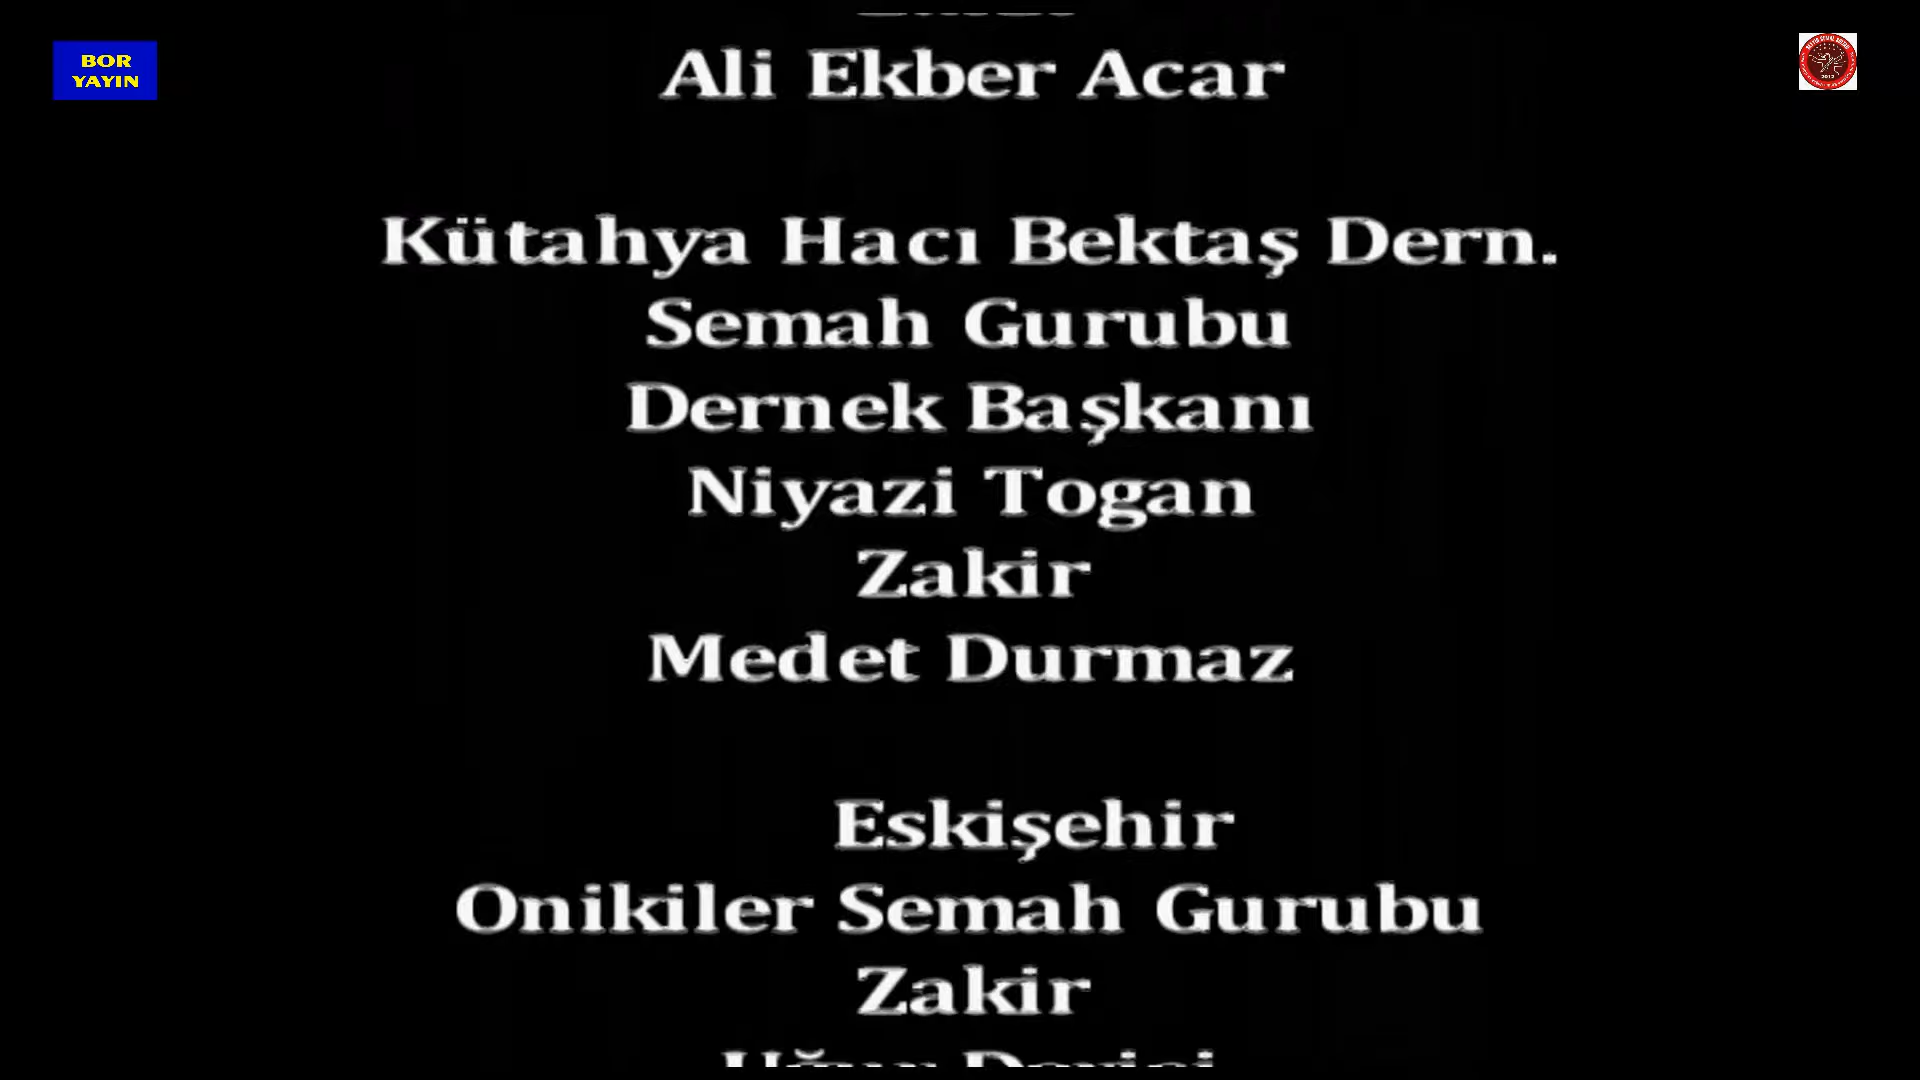 BOR
YAYIN
Ali Ekber Acar
Kütahya Hacı Bektaş Dern.
Semah Gurubu
Dernek Başkanı
Niyazi Togan
Zakir
Medet Durmaz
Eskişehir
Onikiler Semah Gurubu
Zakir